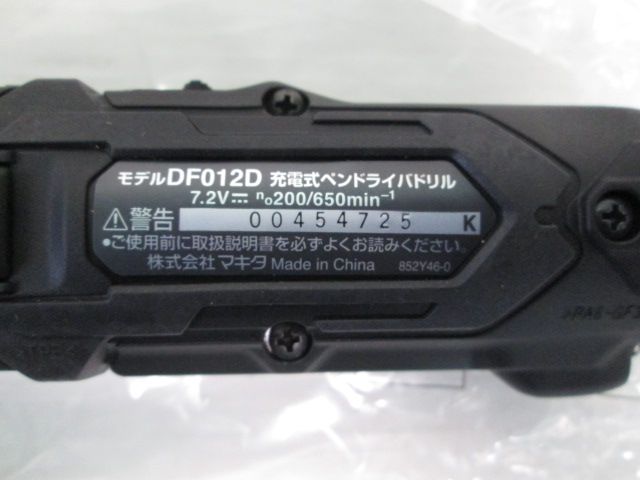 モデルDF012D 充電式ペンドライバドリル
7.2V⎓ n₀200/650min⁻¹
⚠警告 00454725 K
●ご使用前に取扱説明書を必ずよくお読みください。
株式会社マキタ Made in China 852Y46-0